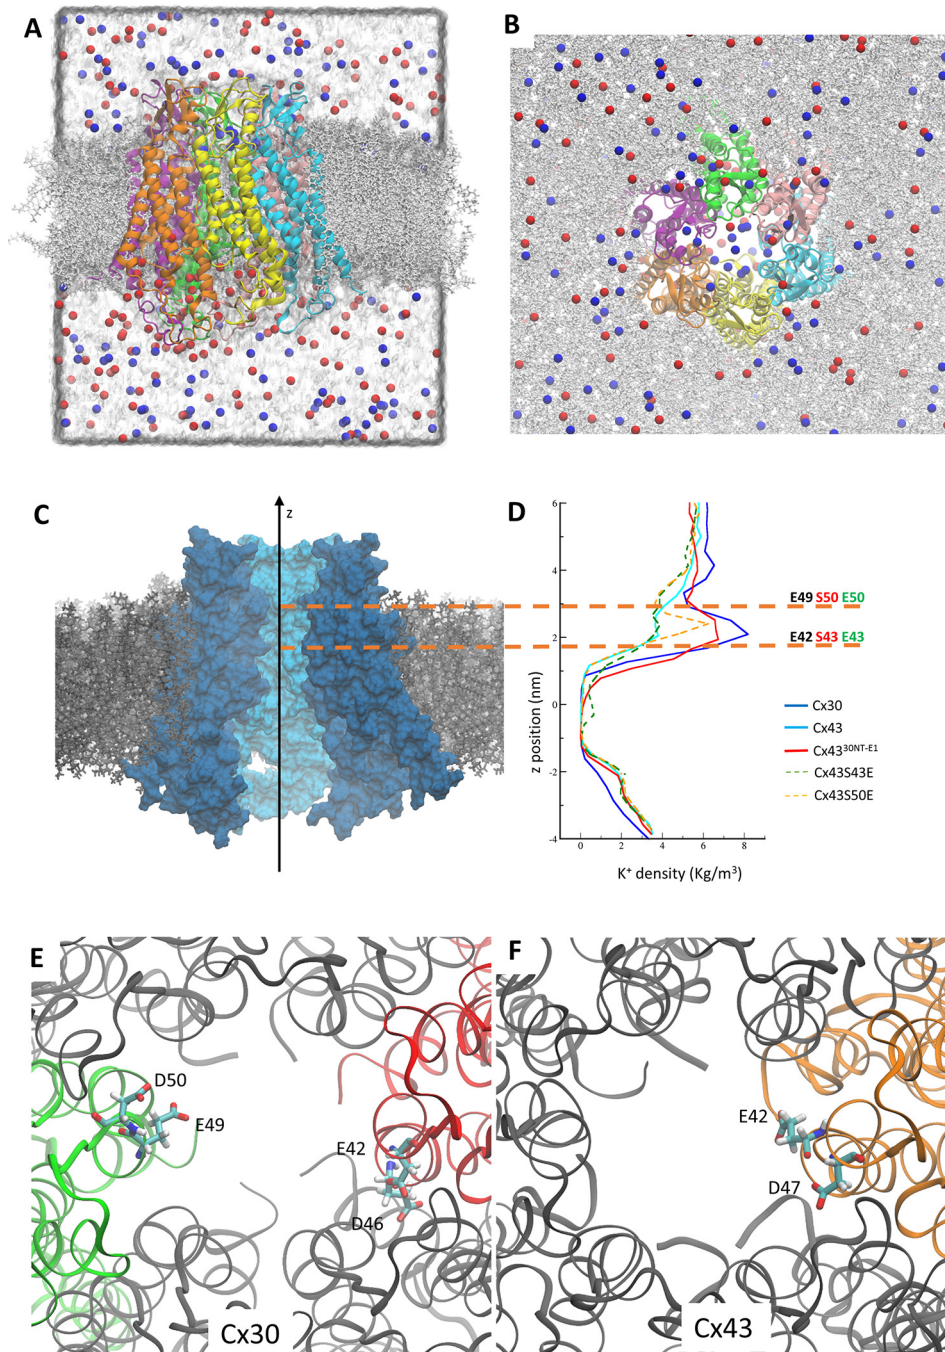 A
B
C
z
D
6
4
2
0
-2
-4
z position (nm)
0
2
4
6
8
K⁺ density (Kg/m³)
E49 S50 E50
E42 S43 E43
Cx30
Cx43
Cx43³⁰ᴺᵀ⁻ᴱ¹
Cx43S43E
Cx43S50E
E
D50
E49
E42
D46
Cx30
F
E42
D47
Cx43